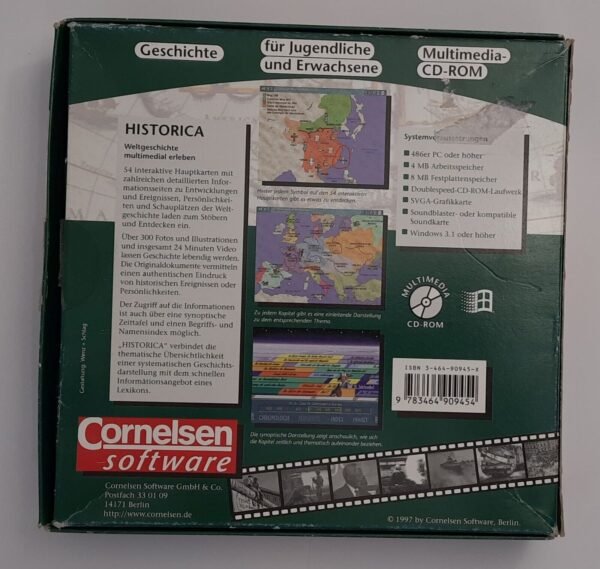 Geschichte
für Jugendliche
und Erwachsene
Multimedia-
CD-ROM
HISTORICA
Weltgeschichte
multimedial erleben
54 interaktive Hauptkarten mit
zahlreichen detaillierten Infor-
mationsseiten zu Entwicklungen
und Ereignissen, Persönlichkei-
ten und Schauplätzen der Welt-
geschichte laden zum Stöbern
und Entdecken ein.
Über 300 Fotos und Illustrationen
und insgesamt 24 Minuten Video
lassen Geschichte lebendig werden.
Die Originaldokumente vermitteln
einen authentischen Eindruck
von historischen Ereignissen oder
Persönlichkeiten.
Der Zugriff auf die Informationen
ist auch über eine synoptische
Zeittafel und einen Begriffs- und
Namensindex möglich.
„HISTORICA" verbindet die
thematische Übersichtlichkeit
einer systematischen Geschichts-
darstellung mit dem schnellen
Informationsangebot eines
Lexikons.
Gestaltung: Wenz + Schlag
Hinter jedem Symbol auf den 54 interaktiven
Hauptkarten gibt es etwas zu entdecken.
Zu jedem Kapitel gibt es eine einleitende Darstellung
zu dem entsprechenden Thema.
Die synoptische Darstellung zeigt anschaulich, wie sich
die Kapitel zeitlich und thematisch aufeinander beziehen.
Systemvoraussetzungen
486er PC oder höher
4 MB Arbeitsspeicher
8 MB Festplattenspeicher
Doublespeed-CD-ROM-Laufwerk
SVGA-Grafikkarte
Soundblaster- oder kompatible
Soundkarte
Windows 3.1 oder höher
MULTIMEDIA
CD-ROM
ISBN 3-464-90945-X
9 783464 909454
Cornelsen
software
Cornelsen Software GmbH & Co.
Postfach 33 01 09
14171 Berlin
http://www.cornelsen.de
© 1997 by Cornelsen Software, Berlin